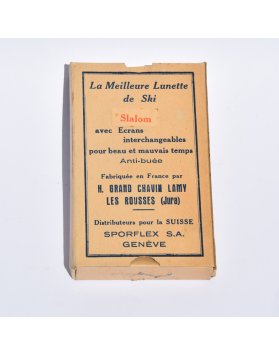 La Meilleure Lunette
de Ski
Slalom
avec Ecrans
interchangeables
pour beau et mauvais temps
Anti-buée
Fabriquée en France par
H. GRAND CHAVIN LAMY
LES ROUSSES (Jura)
Distributeurs pour la SUISSE
SPORFLEX S.A.
GENÈVE